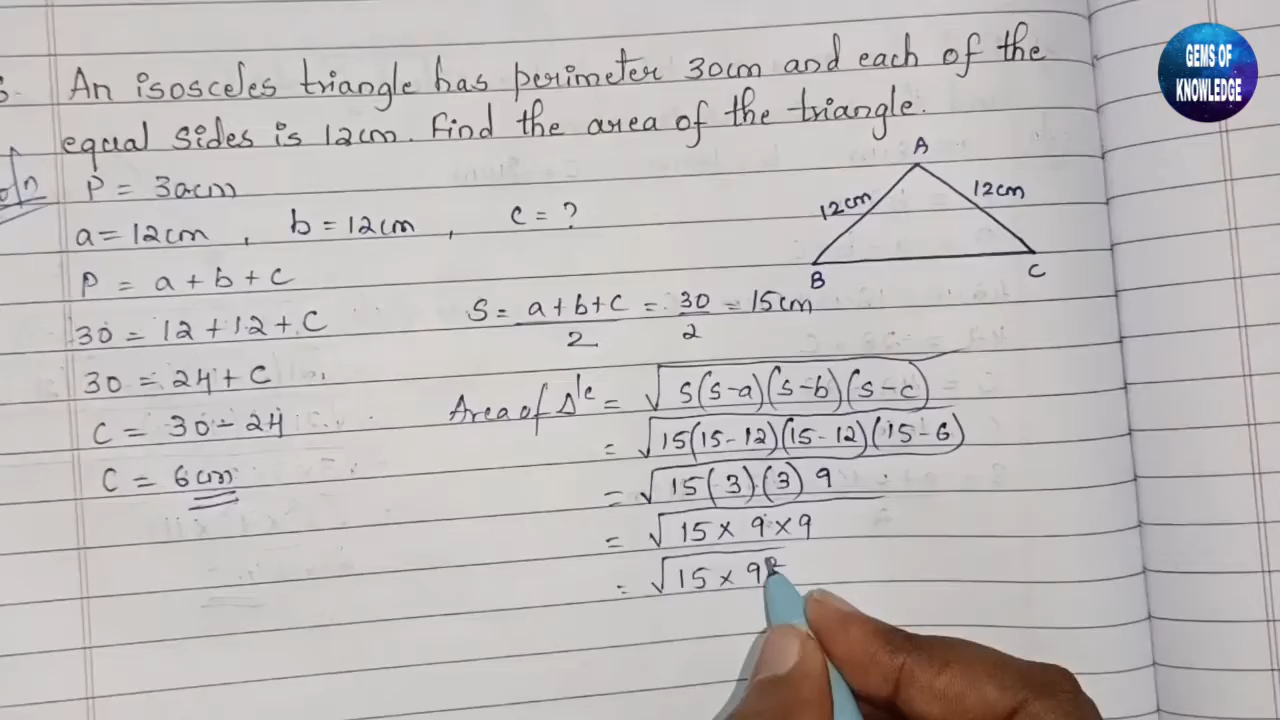 3. An isosceles triangle has perimeter 30cm and each of the
equal sides is 12cm. Find the area of the triangle.
P = 30cm
a = 12cm , b = 12cm , c = ?
P = a + b + c
30 = 12 + 12 + C
30 = 24 + C
C = 30 - 24
C = 6cm
A
12cm
12cm
B
C
S = a + b + c / 2 = 30 / 2 = 15cm
Area of Δle = √s(s-a)(s-b)(s-c)
= √15(15-12)(15-12)(15-6)
= √15(3)(3)9
= √15 × 9 × 9
= √15 × 9
GEMS OF
KNOWLEDGE